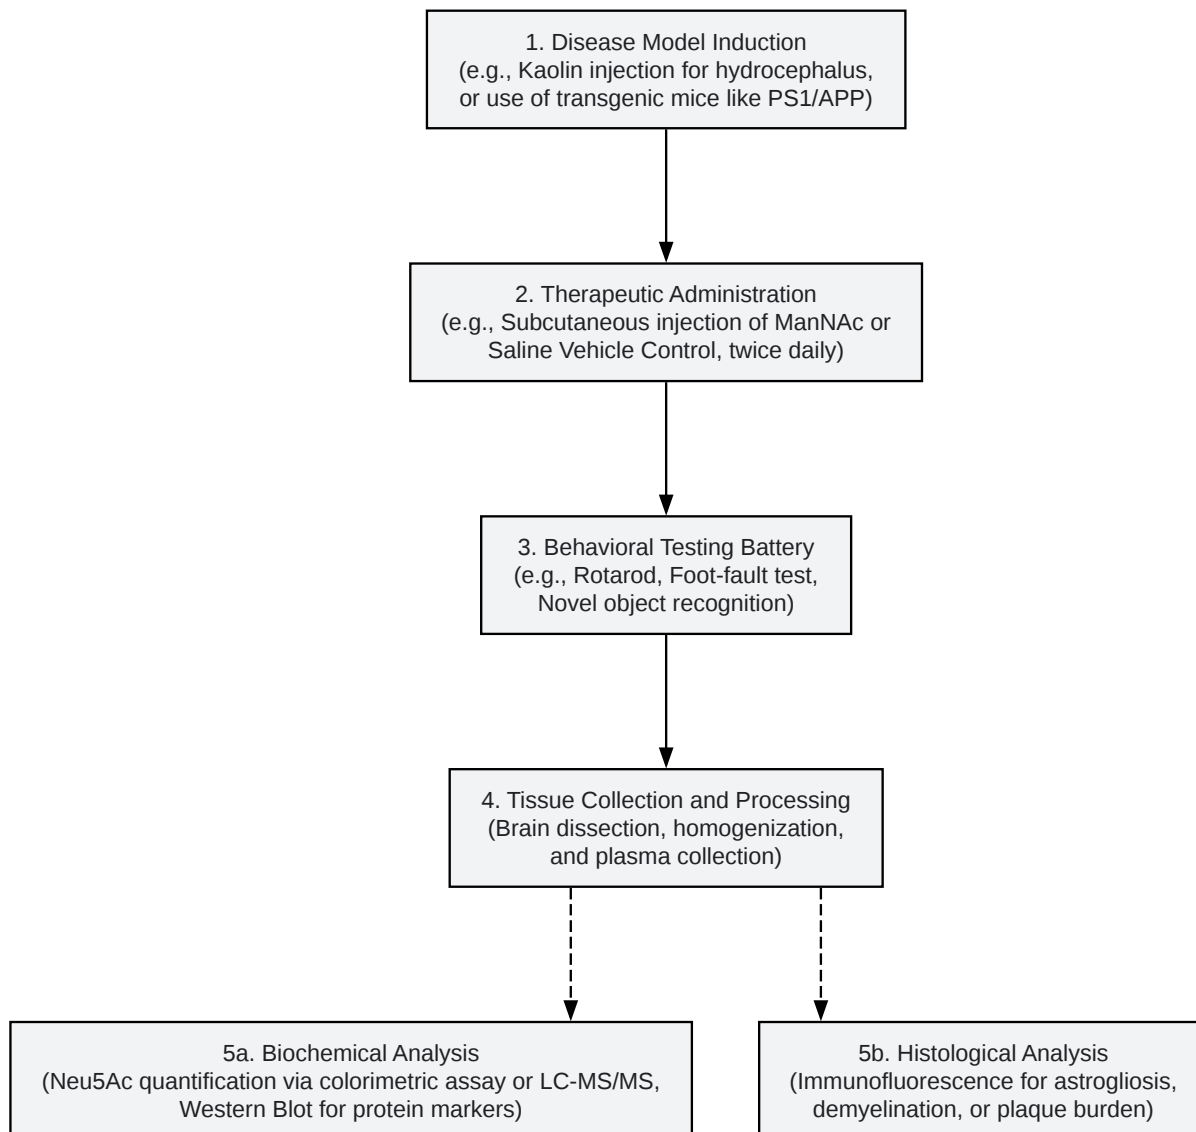 1. Disease Model Induction
(e.g., Kaolin injection for hydrocephalus,
or use of transgenic mice like PS1/APP)
2. Therapeutic Administration
(e.g., Subcutaneous injection of ManNAc or
Saline Vehicle Control, twice daily)
3. Behavioral Testing Battery
(e.g., Rotarod, Foot-fault test,
Novel object recognition)
4. Tissue Collection and Processing
(Brain dissection, homogenization,
and plasma collection)
5a. Biochemical Analysis
(Neu5Ac quantification via colorimetric assay or LC-MS/MS,
Western Blot for protein markers)
5b. Histological Analysis
(Immunofluorescence for astrogliosis,
demyelination, or plaque burden)